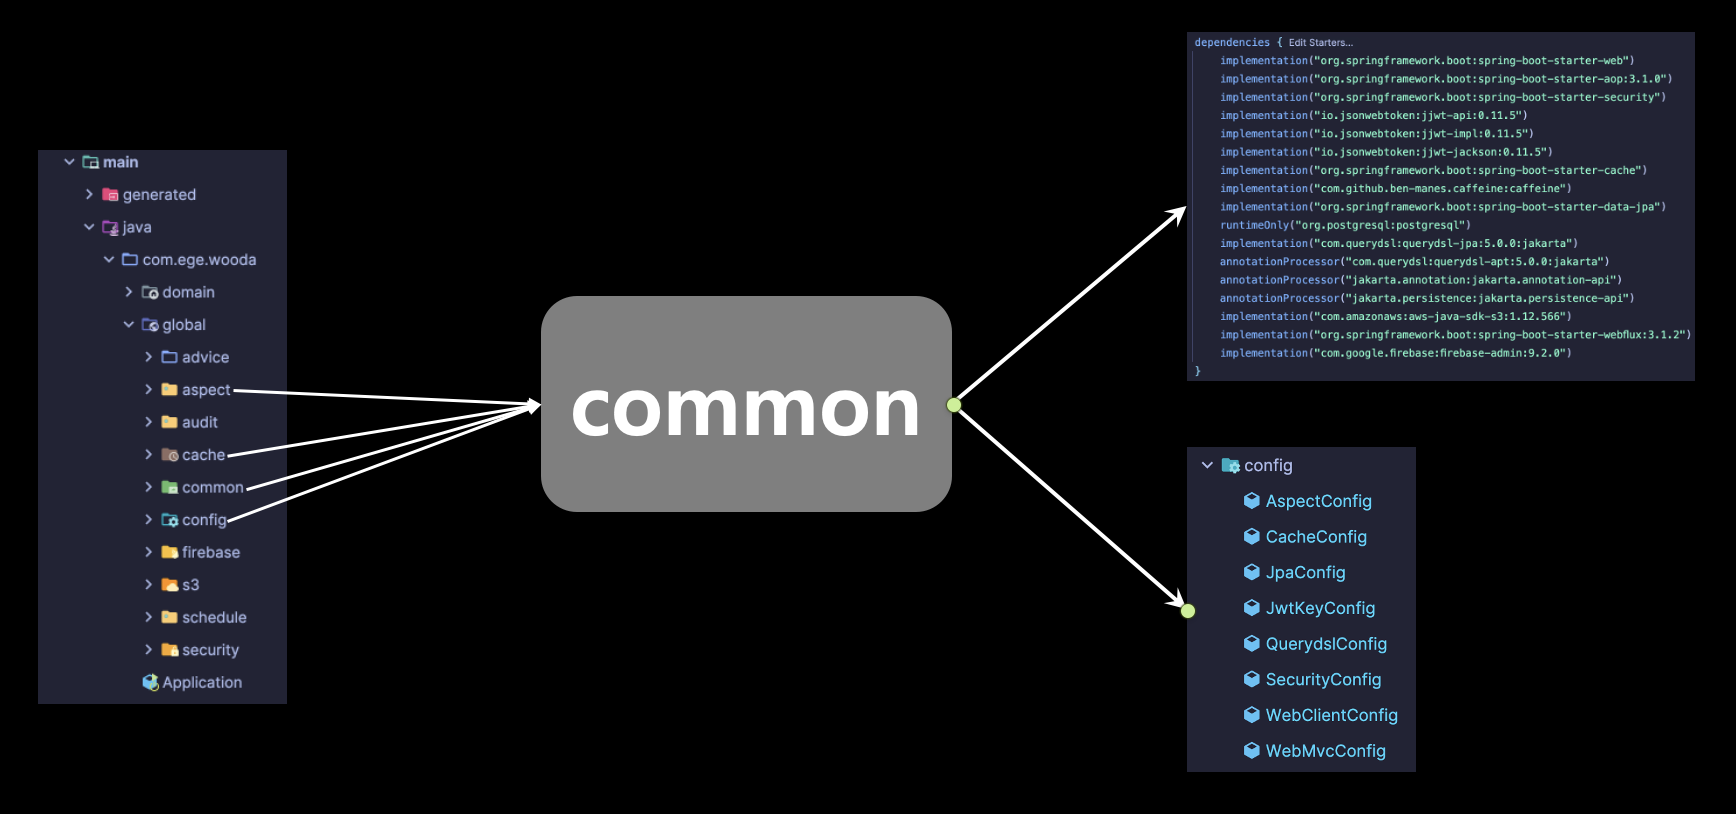 main
generated
java
com.ege.wooda
domain
global
advice
aspect
audit
cache
common
config
firebase
s3
schedule
security
Application
common
dependencies { Edit Starters...
implementation("org.springframework.boot:spring-boot-starter-web")
implementation("org.springframework.boot:spring-boot-starter-aop:3.1.0")
implementation("org.springframework.boot:spring-boot-starter-security")
implementation("io.jsonwebtoken:jjwt-api:0.11.5")
implementation("io.jsonwebtoken:jjwt-impl:0.11.5")
implementation("io.jsonwebtoken:jjwt-jackson:0.11.5")
implementation("org.springframework.boot:spring-boot-starter-cache")
implementation("com.github.ben-manes.caffeine:caffeine")
implementation("org.springframework.boot:spring-boot-starter-data-jpa")
runtimeOnly("org.postgresql:postgresql")
implementation("com.querydsl:querydsl-jpa:5.0.0:jakarta")
annotationProcessor("com.querydsl:querydsl-apt:5.0.0:jakarta")
annotationProcessor("jakarta.annotation:jakarta.annotation-api")
annotationProcessor("jakarta.persistence:jakarta.persistence-api")
implementation("com.amazonaws:aws-java-sdk-s3:1.12.566")
implementation("org.springframework.boot:spring-boot-starter-webflux:3.1.2")
implementation("com.google.firebase:firebase-admin:9.2.0")
}
config
AspectConfig
CacheConfig
JpaConfig
JwtKeyConfig
QuerydslConfig
SecurityConfig
WebClientConfig
WebMvcConfig